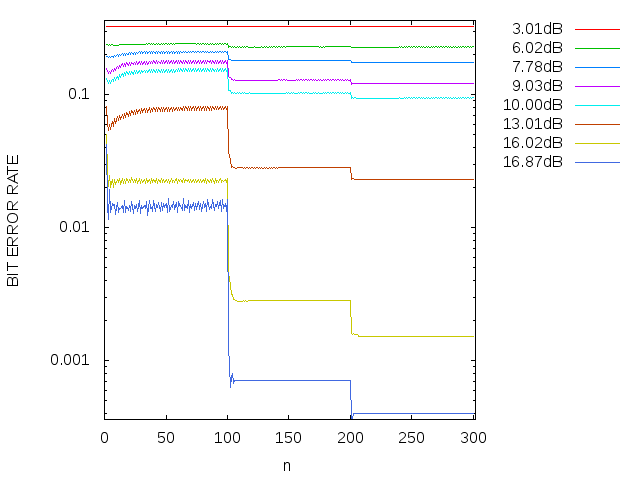 3.01dB
6.02dB
7.78dB
9.03dB
10.00dB
13.01dB
16.02dB
16.87dB
0.1
0.01
0.001
BIT ERROR RATE
0 50 100 150 200 250 300
n